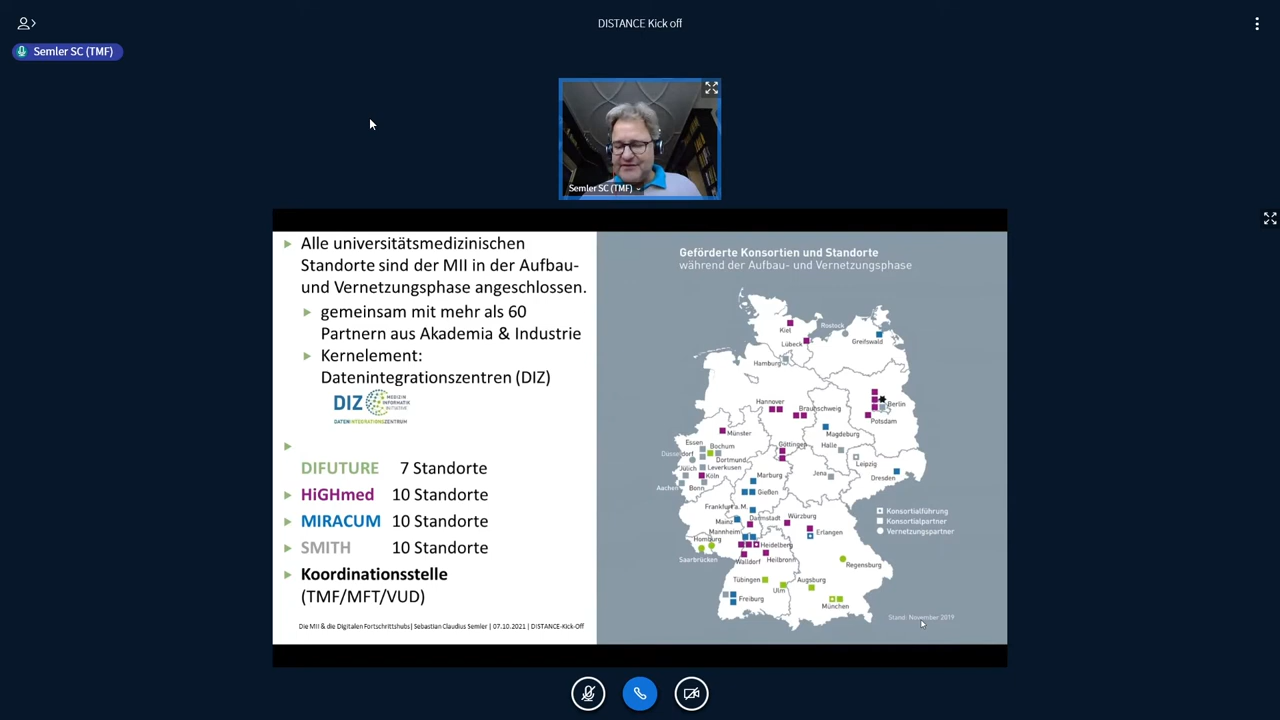 DISTANCE Kick off
Semler SC (TMF)
Semler SC (TMF)
Alle universitätsmedizinischen
Standorte sind der MII in der Aufbau-
und Vernetzungsphase angeschlossen.
gemeinsam mit mehr als 60
Partnern aus Akademia & Industrie
Kernelement:
Datenintegrationszentren (DIZ)
DIZ MEDIZIN
INFORMATIK
INITIATIVE
DATENINTEGRATIONSZENTRUM
DIFUTURE 7 Standorte
HiGHmed 10 Standorte
MIRACUM 10 Standorte
SMITH 10 Standorte
Koordinationsstelle
(TMF/MFT/VUD)
Die MII & die Digitalen Fortschrittshubs| Sebastian Claudius Semler | 07.10.2021 | DISTANCE-Kick-Off
Geförderte Konsortien und Standorte
während der Aufbau- und Vernetzungsphase
Kiel
Rostock
Lübeck
Greifswald
Hamburg
Hannover
Braunschweig
Berlin
Potsdam
Münster
Magdeburg
Essen
Bochum
Göttingen
Halle
Düsseldorf
Dortmund
Leipzig
Jülich
Leverkusen
Köln
Marburg
Jena
Dresden
Aachen
Bonn
Gießen
Frankfurt a. M.
Mainz
Darmstadt
Würzburg
Mannheim
Erlangen
Homburg
Heidelberg
Saarbrücken
Walldorf
Heilbronn
Regensburg
Tübingen
Augsburg
Ulm
Freiburg
München
Konsortialführung
Konsortialpartner
Vernetzungspartner
Stand: November 2019